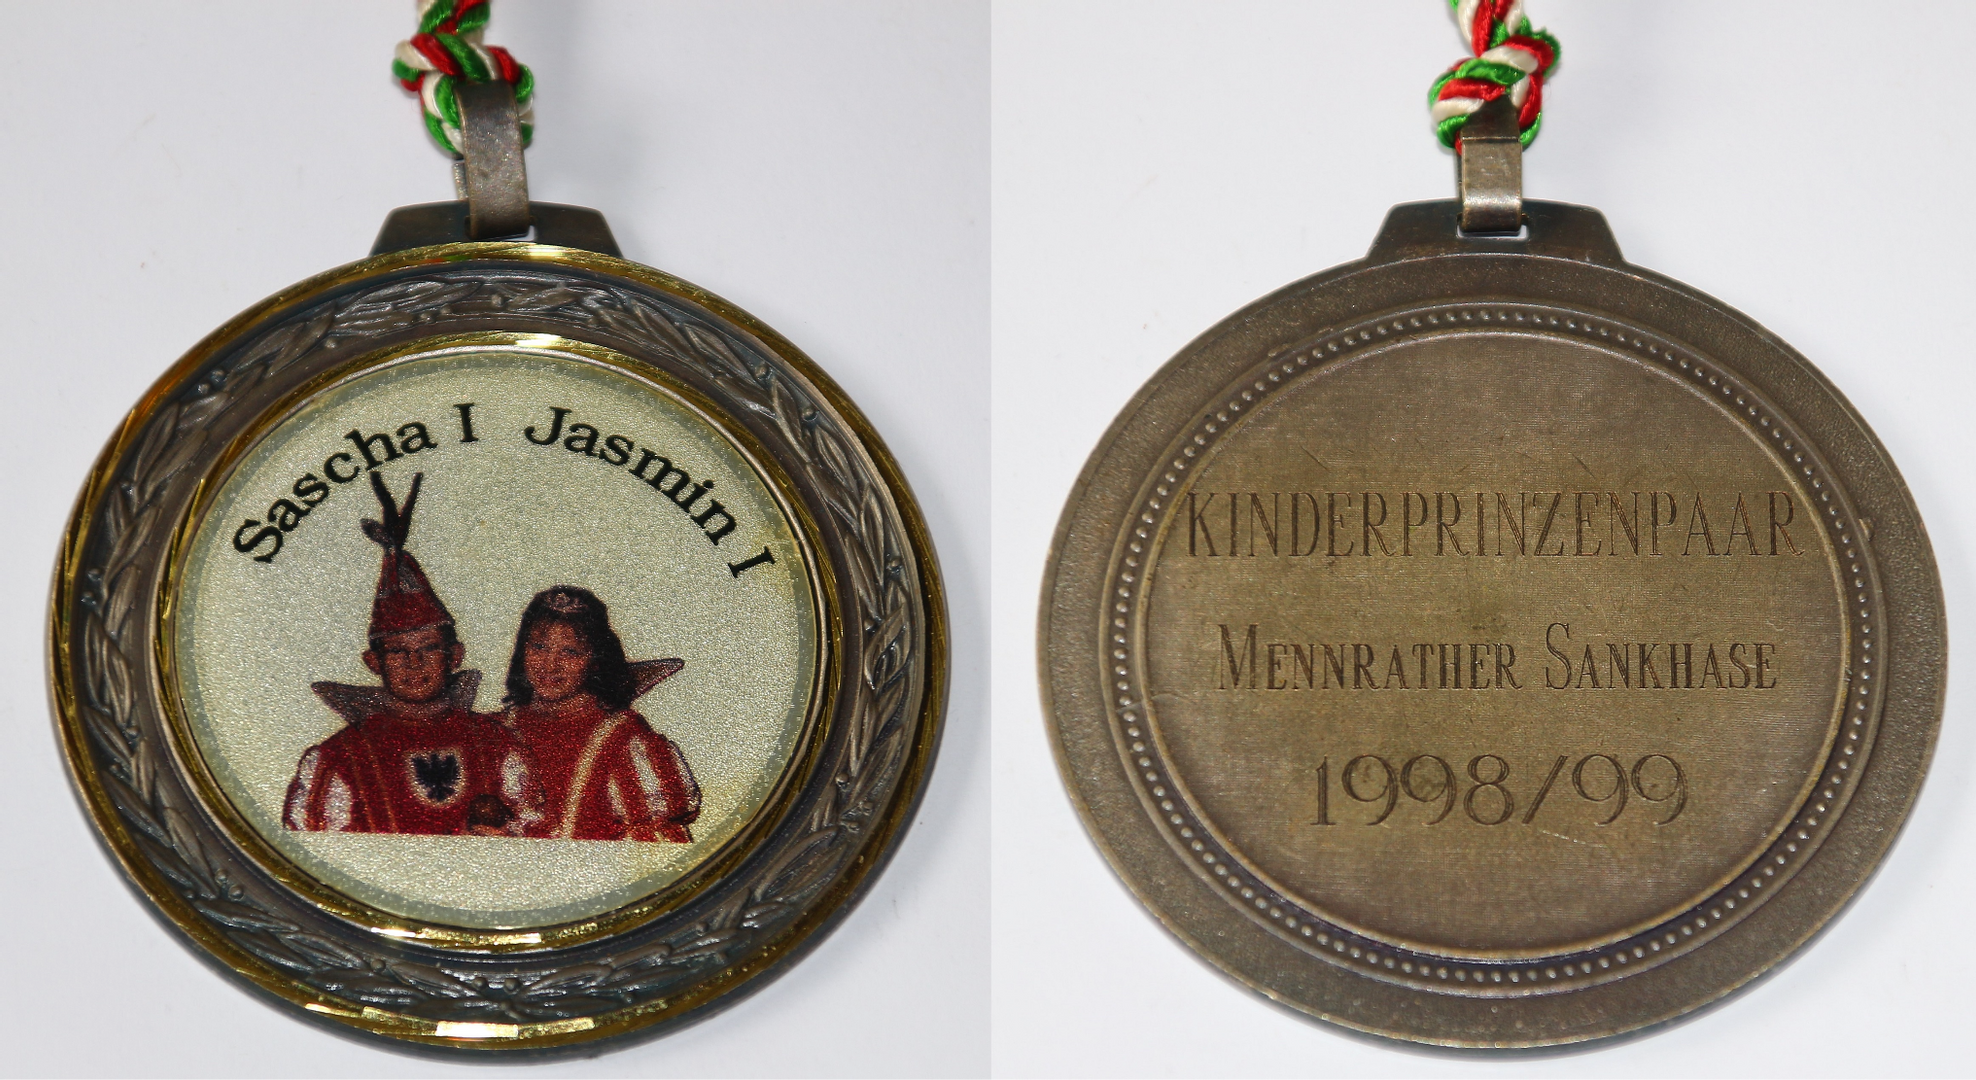 Sascha I Jasmin I
KINDERPRINZENPAAR
MENNRATHER SANKHASE
1998/99